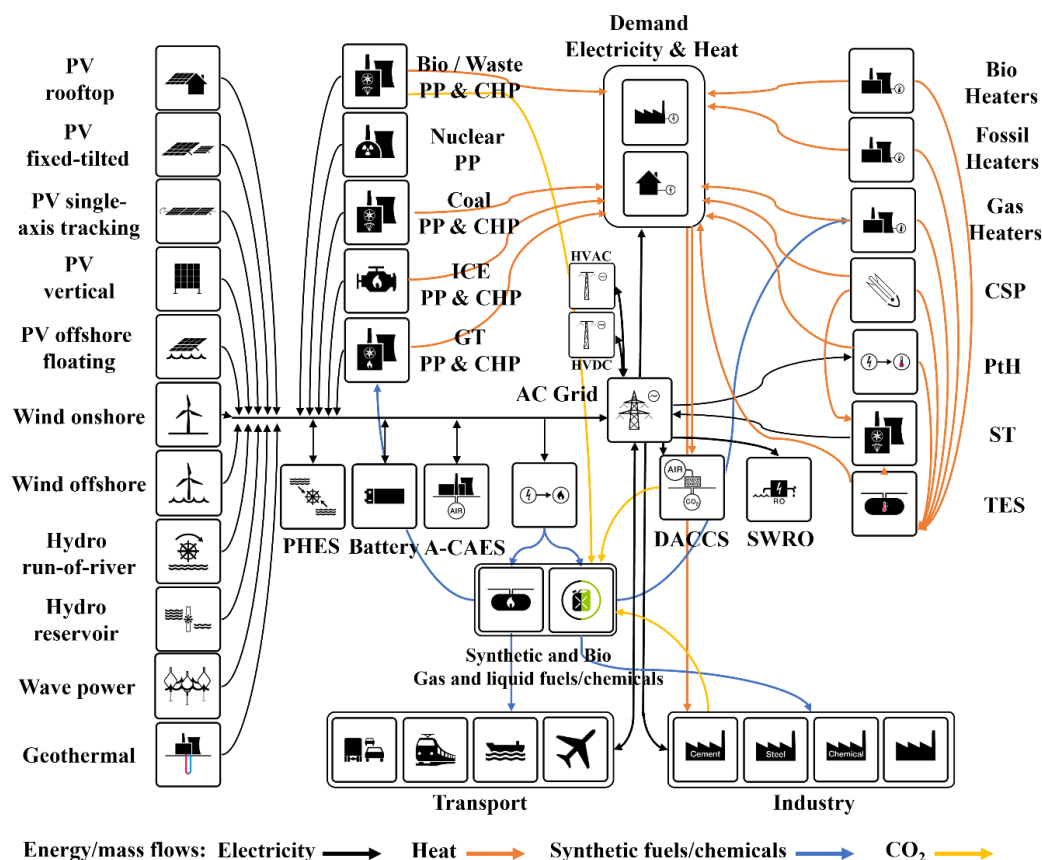 Demand
Electricity & Heat
PV
rooftop
PV
fixed-tilted
PV single-
axis tracking
PV
vertical
PV offshore
floating
Wind onshore
Wind offshore
Hydro
run-of-river
Hydro
reservoir
Wave power
Geothermal
Bio / Waste
PP & CHP
Nuclear
PP
Coal
PP & CHP
ICE
PP & CHP
GT
PP & CHP
HVAC
HVDC
AC Grid
Bio
Heaters
Fossil
Heaters
Gas
Heaters
CSP
PtH
ST
TES
PHES
Battery
AIR
A-CAES
AIR
CO2
DACCS
RO
SWRO
Synthetic and Bio
Gas and liquid fuels/chemicals
Transport
Cement
Steel
Chemical
Industry
Energy/mass flows: Electricity Heat Synthetic fuels/chemicals CO2